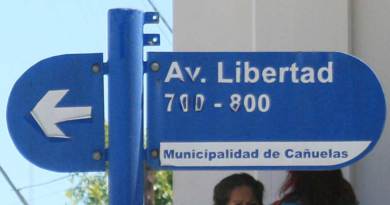 Av. Libertad
700 - 800
Municipalidad de Cañuelas